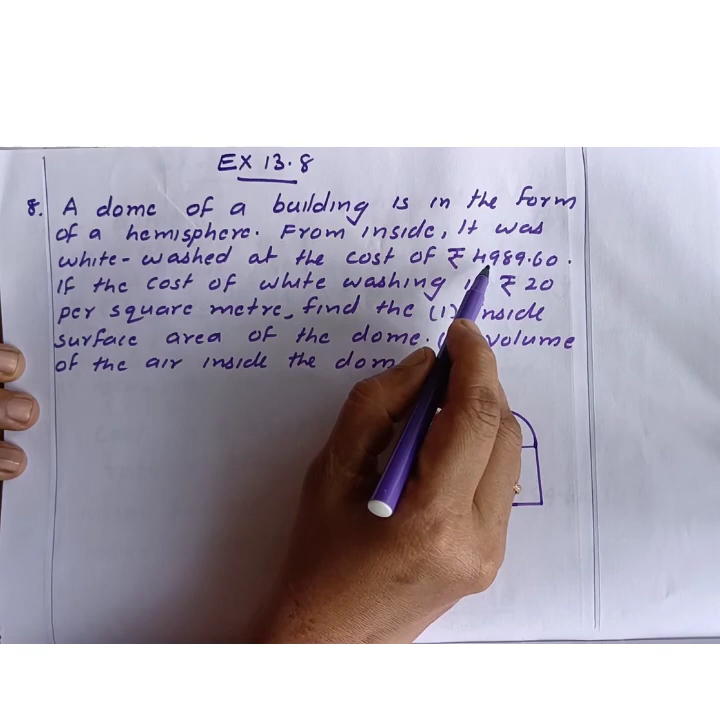 EX 13.8
8. A dome of a building is in the form
of a hemisphere. From inside, it was
white-washed at the cost of ₹ 4989.60.
If the cost of white washing ₹ 20
per square metre, find the (i) inside
surface area of the dome. volume
of the air inside the dom